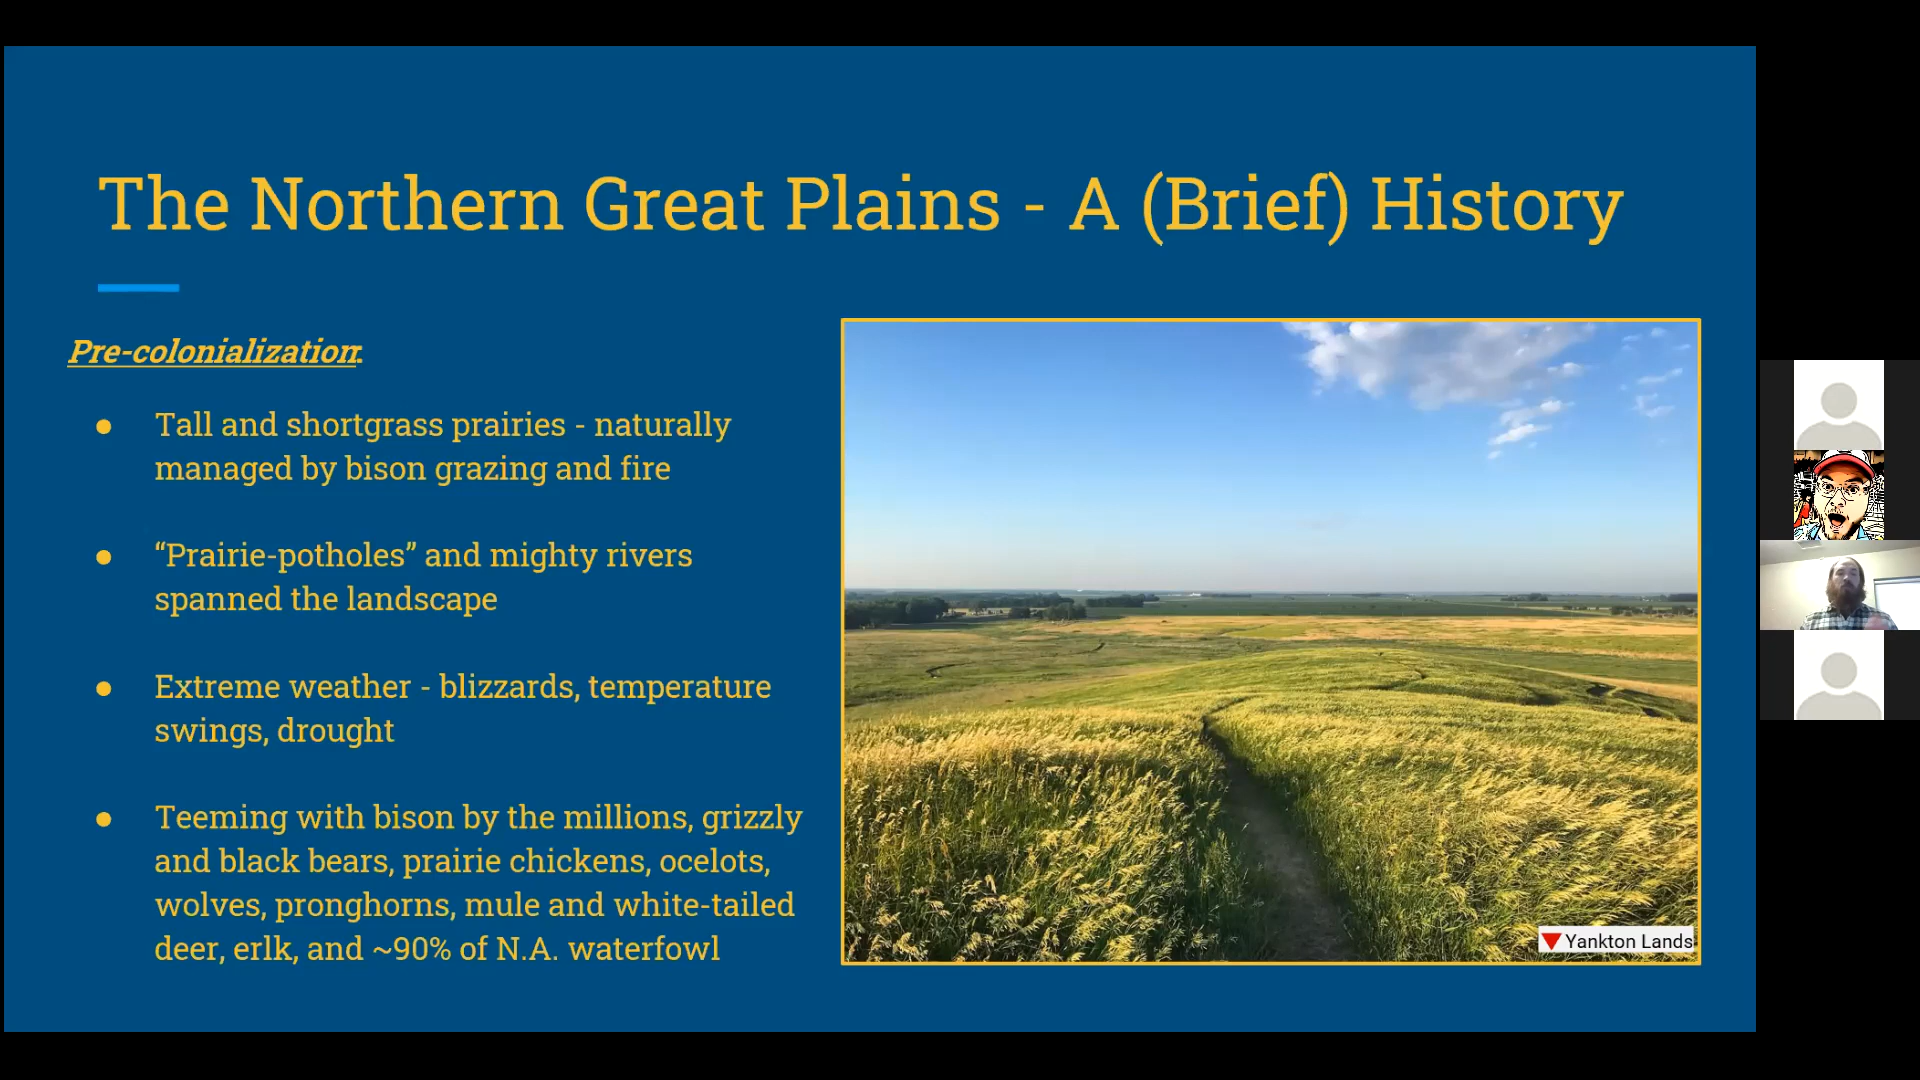 The Northern Great Plains - A (Brief) History
Pre-colonialization:
● Tall and shortgrass prairies - naturally
managed by bison grazing and fire
● “Prairie-potholes” and mighty rivers
spanned the landscape
● Extreme weather - blizzards, temperature
swings, drought
● Teeming with bison by the millions, grizzly
and black bears, prairie chickens, ocelots,
wolves, pronghorns, mule and white-tailed
deer, erlk, and ~90% of N.A. waterfowl
Yankton Lands